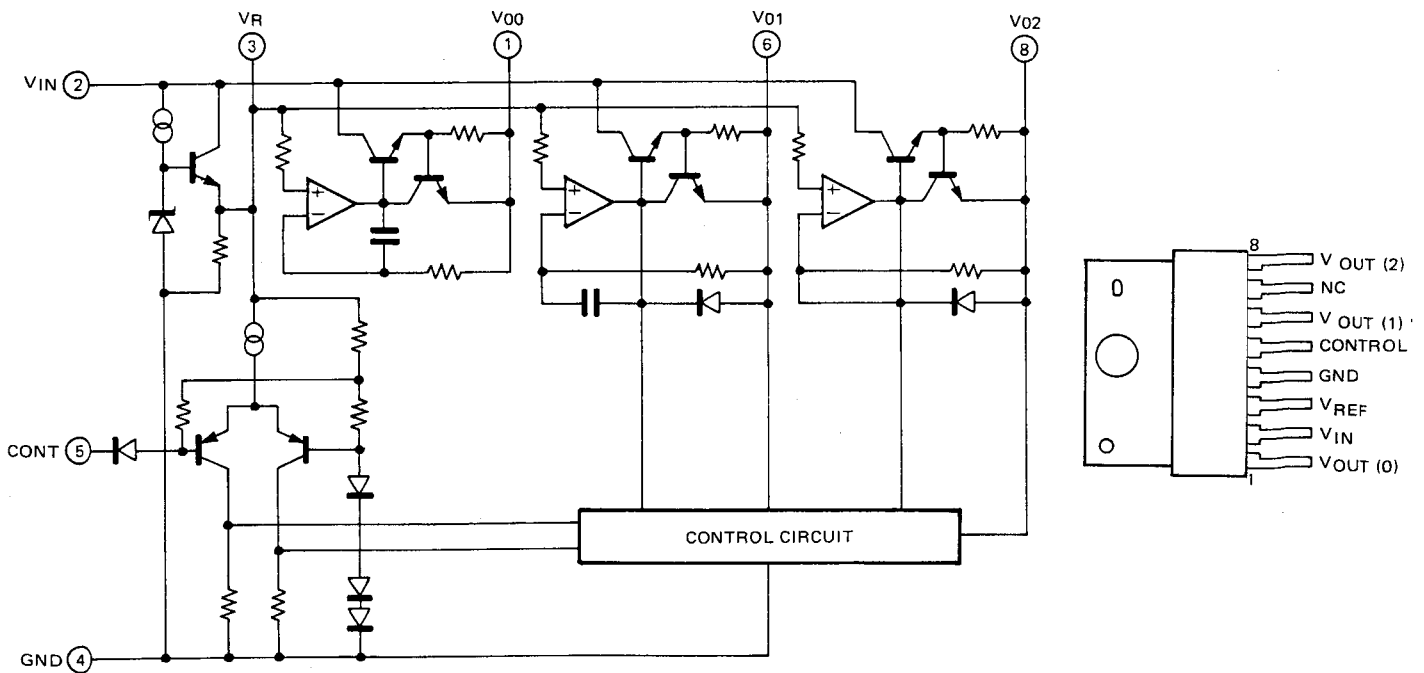 VR
3
V00
1
V01
6
V02
8
VIN 2
+
−
+
−
+
−
CONT 5
CONTROL CIRCUIT
GND 4
8
V OUT (2)
NC
V OUT (1)
CONTROL
GND
VREF
VIN
VOUT (0)
1